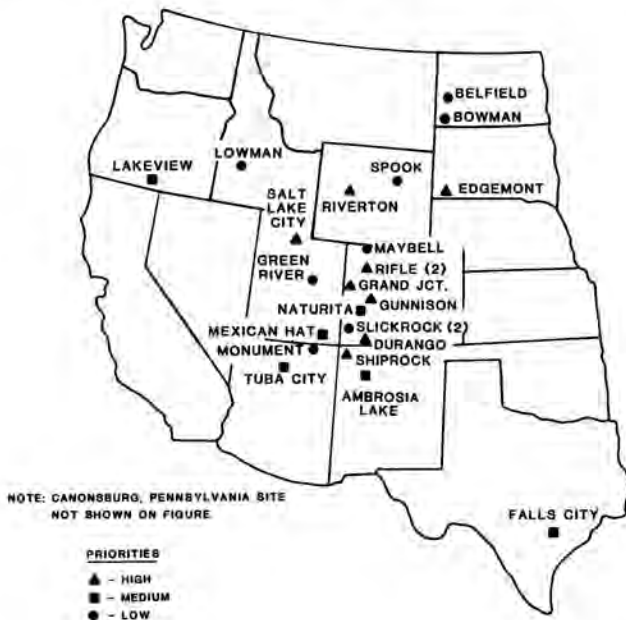 BELFIELD
BOWMAN
LOWMAN
LAKEVIEW
SPOOK
RIVERTON
EDGEMONT
SALT
LAKE
CITY
MAYBELL
RIFLE (2)
GREEN
RIVER
GRAND JCT.
GUNNISON
NATURITA
SLICKROCK (2)
MEXICAN HAT
DURANGO
MONUMENT
SHIPROCK
TUBA CITY
AMBROSIA
LAKE
NOTE: CANONSBURG, PENNSYLVANIA SITE
NOT SHOWN ON FIGURE
FALLS CITY
PRIORITIES
▲ - HIGH
■ - MEDIUM
● - LOW